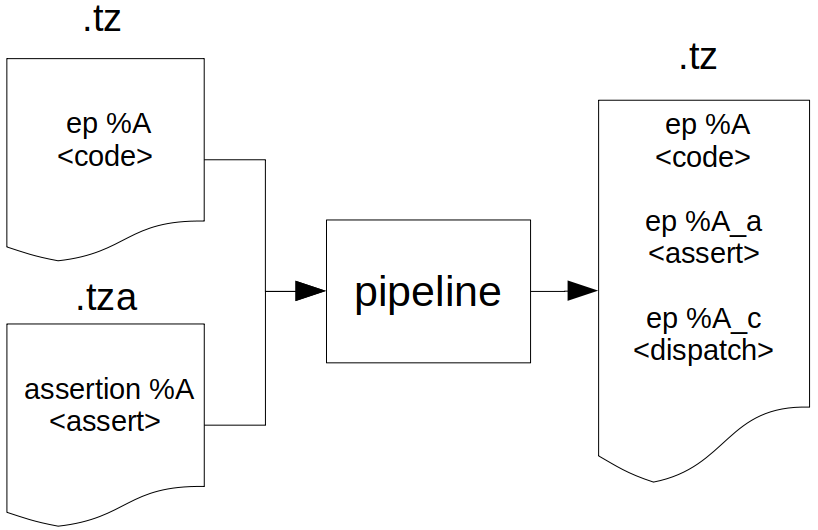 .tz
ep %A
<code>
.tza
assertion %A
<assert>
pipeline
.tz
ep %A
<code>
ep %A_a
<assert>
ep %A_c
<dispatch>